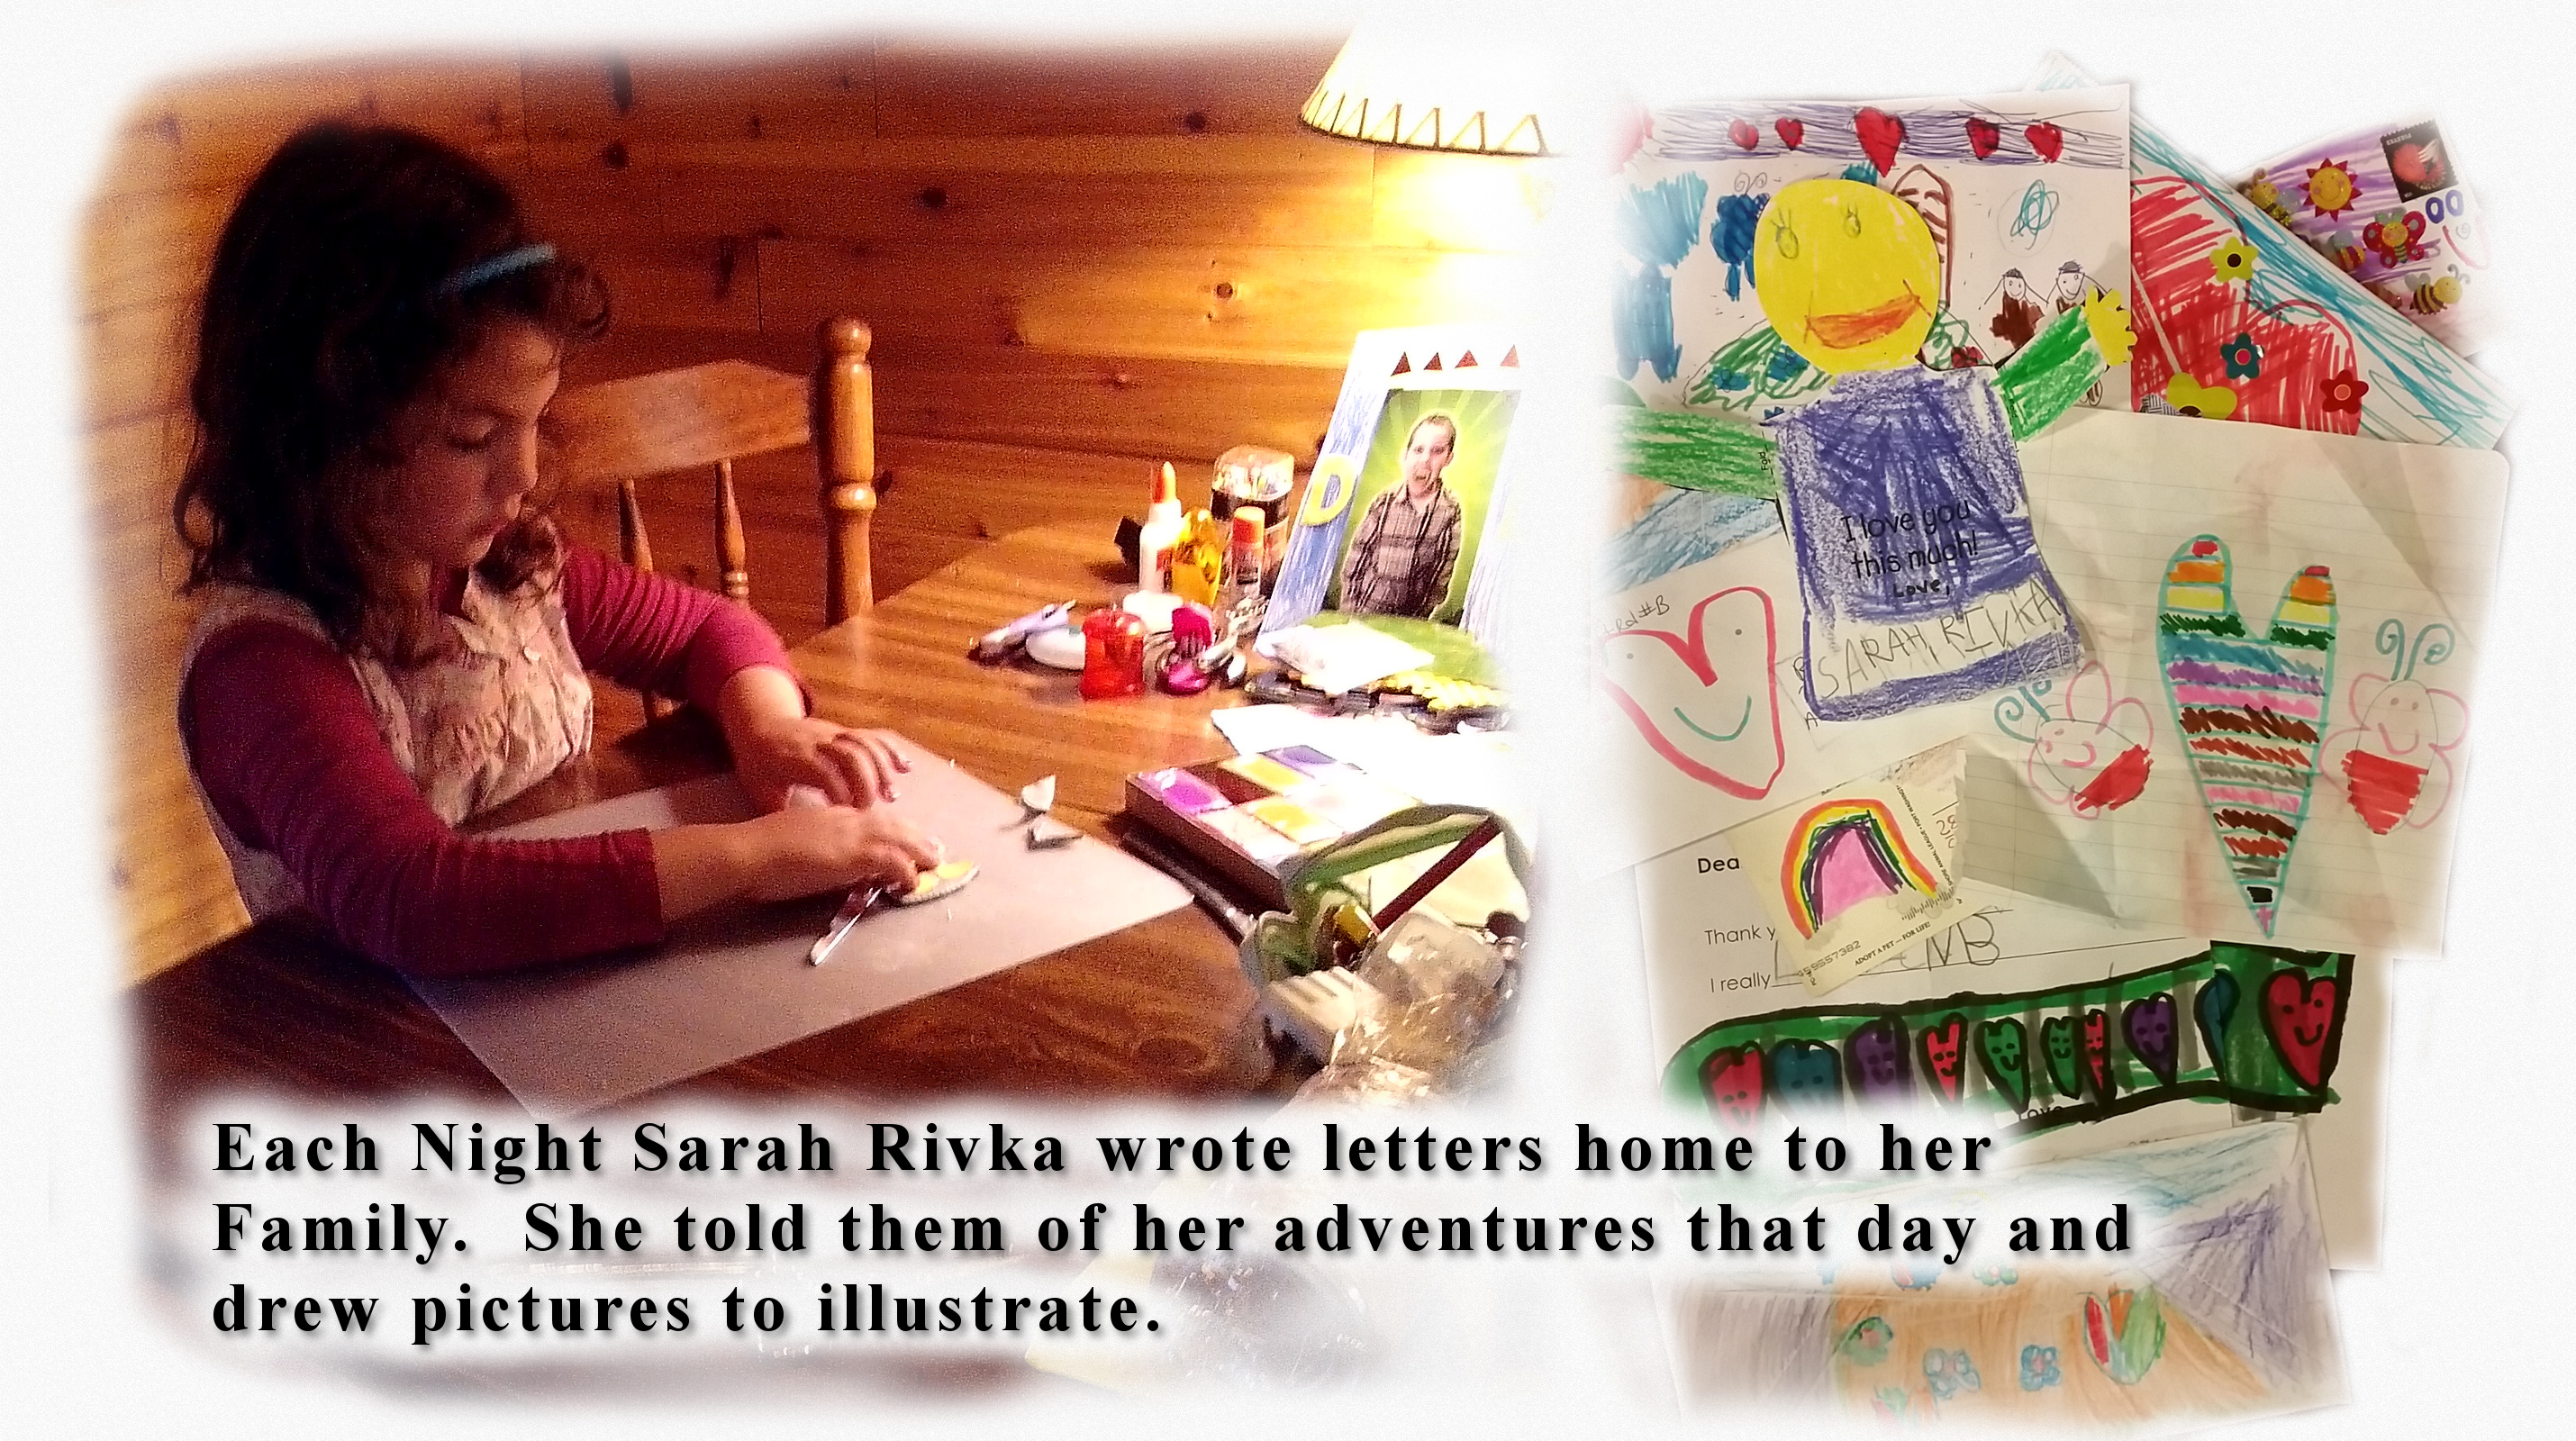 D
I love you
this much!
Love,
SARAH RIVKA
Dea
Thank y
I really
MB
ADOPT A PET — FOR LIFE!
Each Night Sarah Rivka wrote letters home to her
Family.  She told them of her adventures that day and
drew pictures to illustrate.